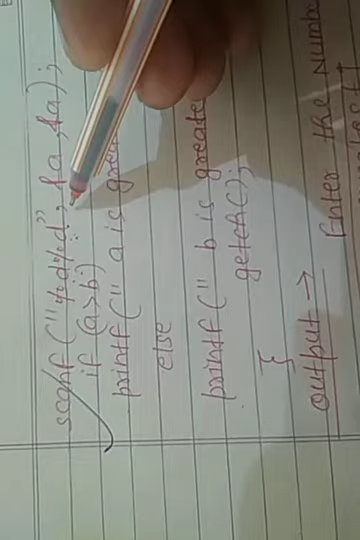 scanf("%d%d", &a, &a);
if (a>b)
printf(" a is grea
else
printf(" b is greate
getch();
}
output → Enter the Numb